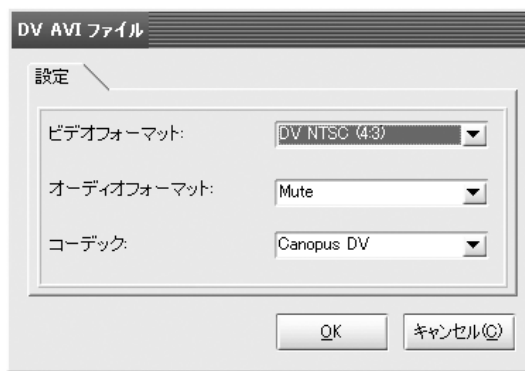 DV AVI ファイル
設定
ビデオフォーマット: DV NTSC (4:3)
オーディオフォーマット: Mute
コーデック: Canopus DV
OK キャンセル(C)